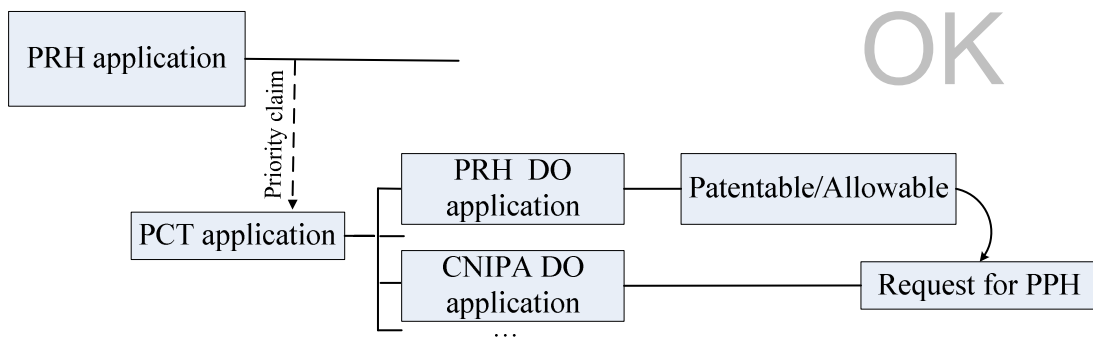 PRH application
OK
Priority claim
PRH DO
application
Patentable/Allowable
PCT application
CNIPA DO
application
Request for PPH
...